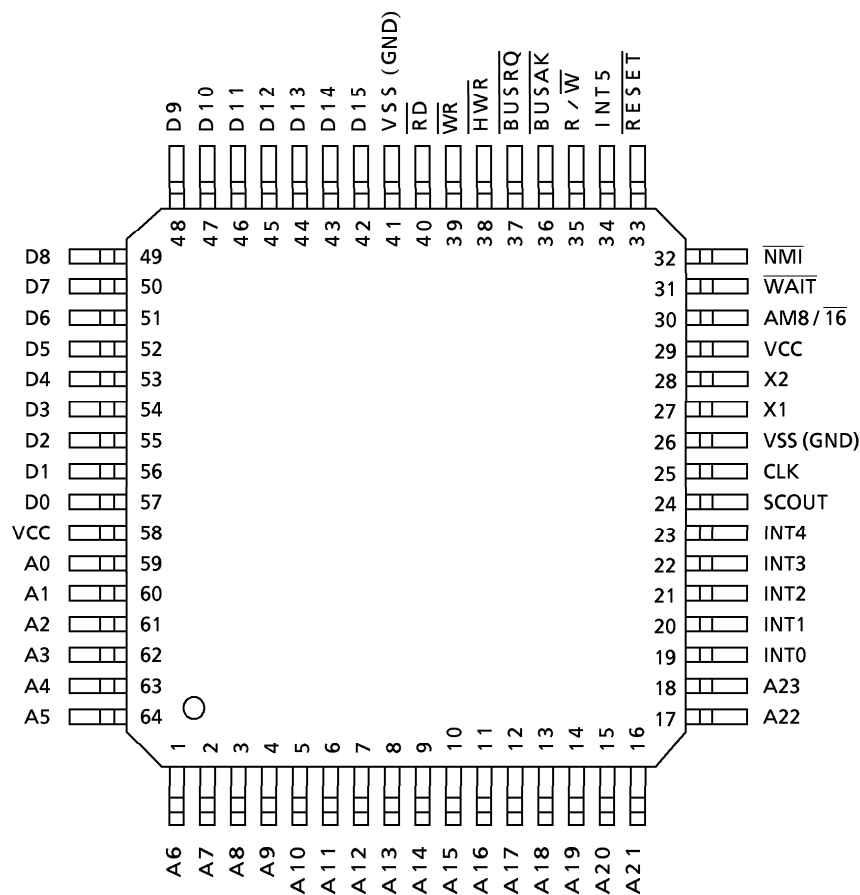 D9
D10
D11
D12
D13
D14
D15
VSS (GND)
RD
WR
HWR
BUSRQ
BUSAK
R/W
INT5
RESET
48
47
46
45
44
43
42
41
40
39
38
37
36
35
34
33
D8 49
D7 50
D6 51
D5 52
D4 53
D3 54
D2 55
D1 56
D0 57
VCC 58
A0 59
A1 60
A2 61
A3 62
A4 63
A5 64
32 NMI
31 WAIT
30 AM8/16
29 VCC
28 X2
27 X1
26 VSS (GND)
25 CLK
24 SCOUT
23 INT4
22 INT3
21 INT2
20 INT1
19 INT0
18 A23
17 A22
1
2
3
4
5
6
7
8
9
10
11
12
13
14
15
16
A6
A7
A8
A9
A10
A11
A12
A13
A14
A15
A16
A17
A18
A19
A20
A21